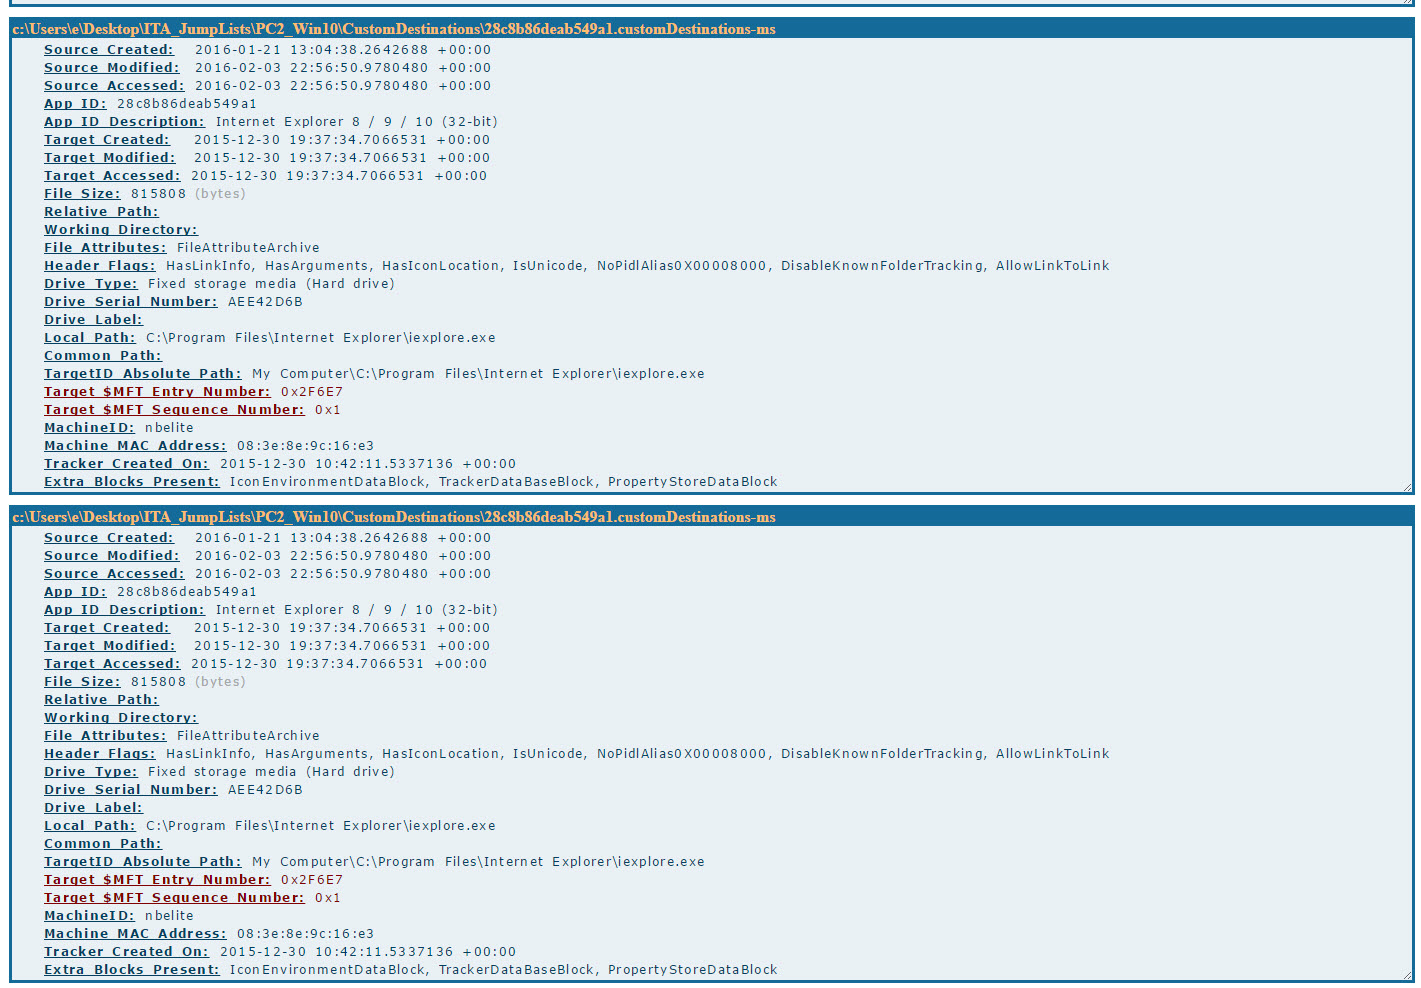 c:\Users\e\Desktop\ITA_JumpLists\PC2_Win10\CustomDestinations\28c8b86deab549a1.customDestinations-ms
Source Created: 2016-01-21 13:04:38.2642688 +00:00
Source Modified: 2016-02-03 22:56:50.9780480 +00:00
Source Accessed: 2016-02-03 22:56:50.9780480 +00:00
App ID: 28c8b86deab549a1
App ID Description: Internet Explorer 8 / 9 / 10 (32-bit)
Target Created: 2015-12-30 19:37:34.7066531 +00:00
Target Modified: 2015-12-30 19:37:34.7066531 +00:00
Target Accessed: 2015-12-30 19:37:34.7066531 +00:00
File Size: 815808 (bytes)
Relative Path:
Working Directory:
File Attributes: FileAttributeArchive
Header Flags: HasLinkInfo, HasArguments, HasIconLocation, IsUnicode, NoPidlAlias0X00008000, DisableKnownFolderTracking, AllowLinkToLink
Drive Type: Fixed storage media (Hard drive)
Drive Serial Number: AEE42D6B
Drive Label:
Local Path: C:\Program Files\Internet Explorer\iexplore.exe
Common Path:
TargetID Absolute Path: My Computer\C:\Program Files\Internet Explorer\iexplore.exe
Target $MFT Entry Number: 0x2F6E7
Target $MFT Sequence Number: 0x1
MachineID: nbelite
Machine MAC Address: 08:3e:8e:9c:16:e3
Tracker Created On: 2015-12-30 10:42:11.5337136 +00:00
Extra Blocks Present: IconEnvironmentDataBlock, TrackerDataBaseBlock, PropertyStoreDataBlock
c:\Users\e\Desktop\ITA_JumpLists\PC2_Win10\CustomDestinations\28c8b86deab549a1.customDestinations-ms
Source Created: 2016-01-21 13:04:38.2642688 +00:00
Source Modified: 2016-02-03 22:56:50.9780480 +00:00
Source Accessed: 2016-02-03 22:56:50.9780480 +00:00
App ID: 28c8b86deab549a1
App ID Description: Internet Explorer 8 / 9 / 10 (32-bit)
Target Created: 2015-12-30 19:37:34.7066531 +00:00
Target Modified: 2015-12-30 19:37:34.7066531 +00:00
Target Accessed: 2015-12-30 19:37:34.7066531 +00:00
File Size: 815808 (bytes)
Relative Path:
Working Directory:
File Attributes: FileAttributeArchive
Header Flags: HasLinkInfo, HasArguments, HasIconLocation, IsUnicode, NoPidlAlias0X00008000, DisableKnownFolderTracking, AllowLinkToLink
Drive Type: Fixed storage media (Hard drive)
Drive Serial Number: AEE42D6B
Drive Label:
Local Path: C:\Program Files\Internet Explorer\iexplore.exe
Common Path:
TargetID Absolute Path: My Computer\C:\Program Files\Internet Explorer\iexplore.exe
Target $MFT Entry Number: 0x2F6E7
Target $MFT Sequence Number: 0x1
MachineID: nbelite
Machine MAC Address: 08:3e:8e:9c:16:e3
Tracker Created On: 2015-12-30 10:42:11.5337136 +00:00
Extra Blocks Present: IconEnvironmentDataBlock, TrackerDataBaseBlock, PropertyStoreDataBlock